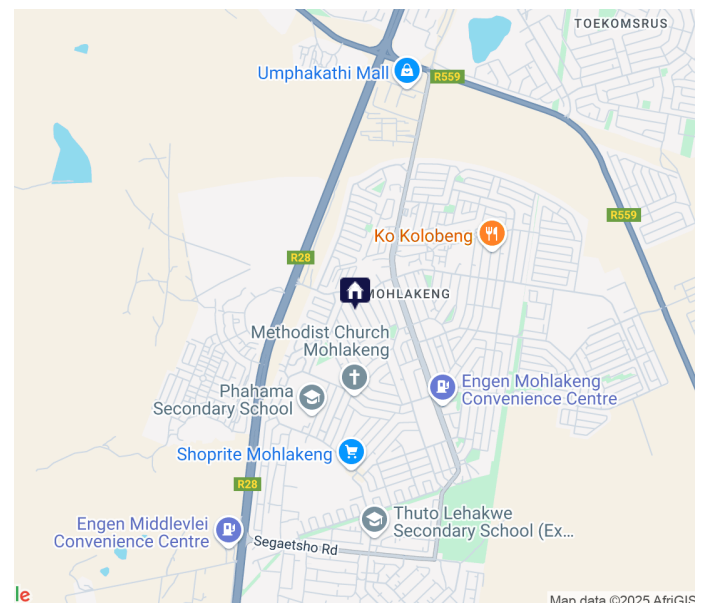 TOEKOMSRUS
Umphakathi Mall
R559
R559
Ko Kolobeng
R28
MOHLAKENG
Methodist Church
Mohlakeng
Phahama
Secondary School
Engen Mohlakeng
Convenience Centre
Shoprite Mohlakeng
R28
Thuto Lehakwe
Secondary School (Ex...
Engen Middlevlei
Convenience Centre
Segaetsho Rd
le
Map data ©2025 AfriGIS